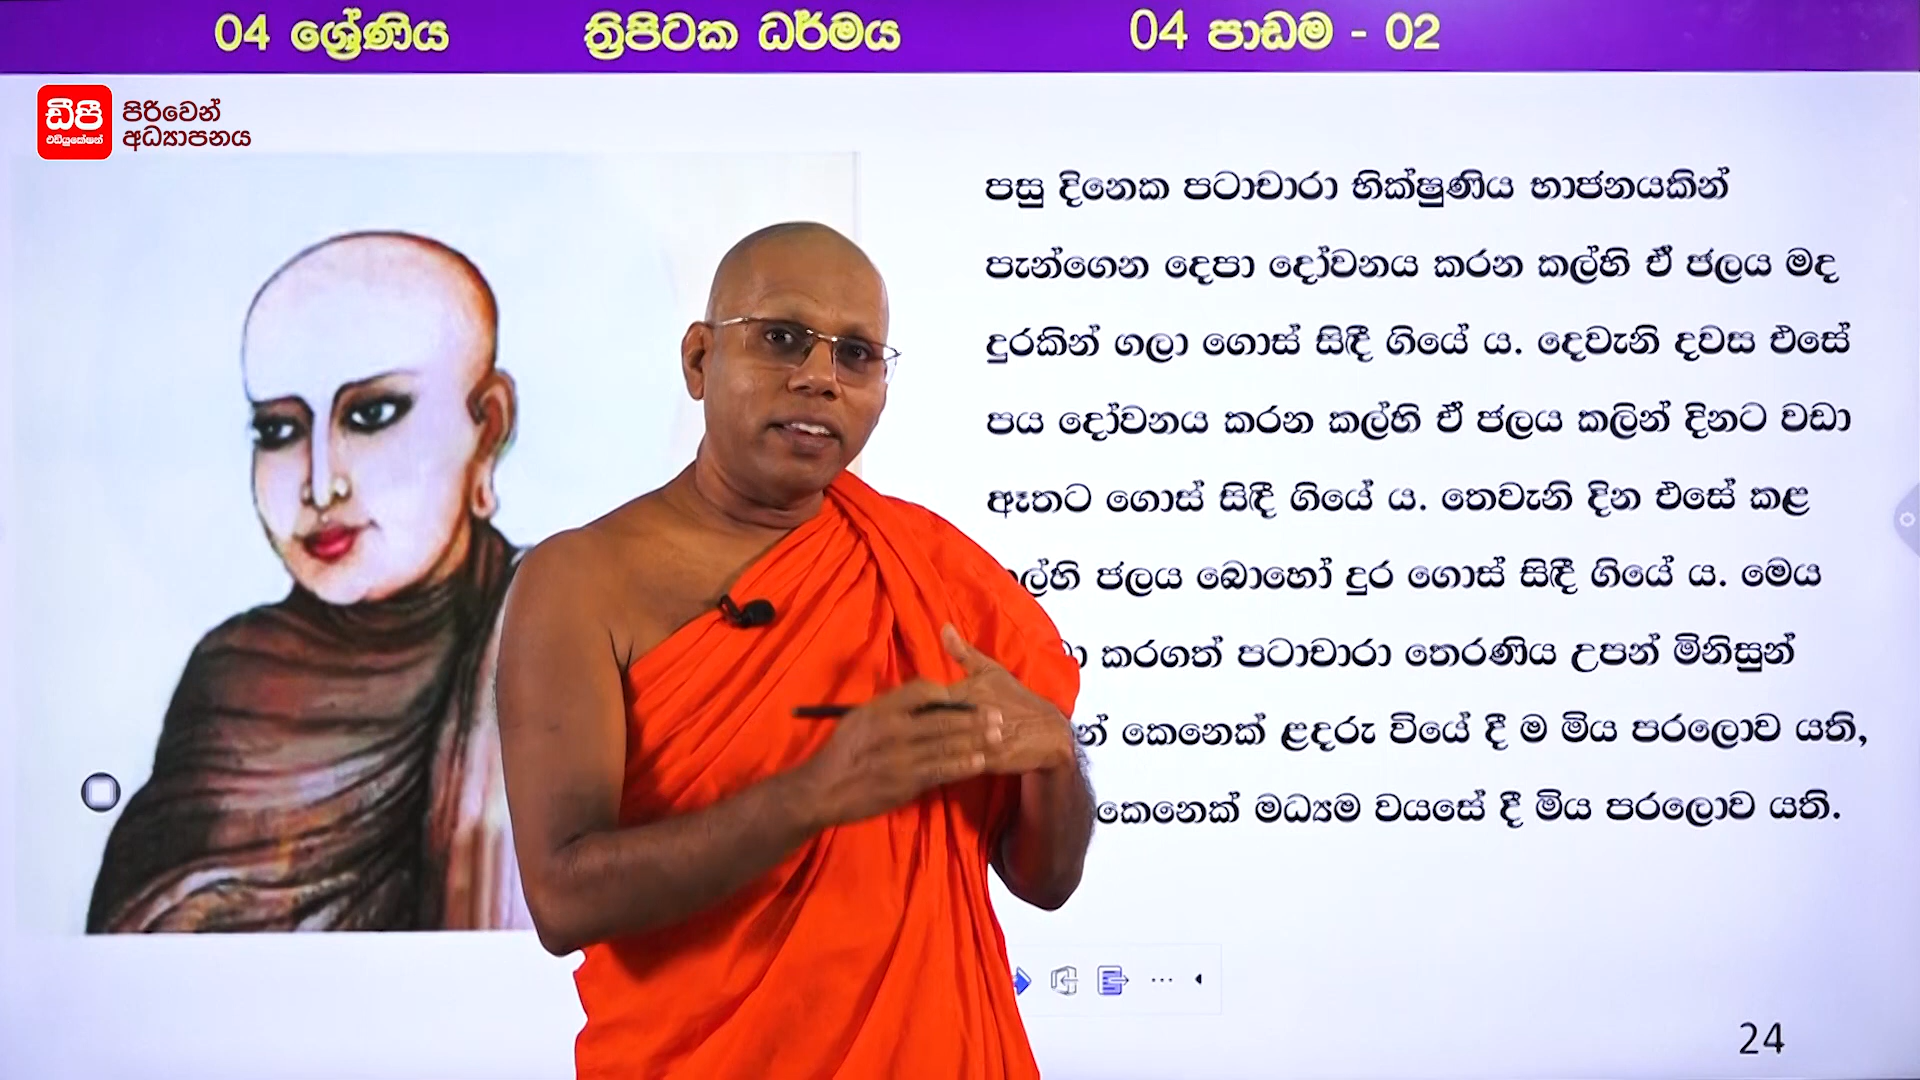 04 ශ්‍රේණිය ත්‍රිපිටක ධර්මය 04 පාඩම - 02
ඩීපී
එඩියුකේෂන්
පිරිවෙන්
අධ්‍යාපනය
පසු දිනෙක පටාචාරා භික්ෂුණිය භාජනයකින්
පැන්ගෙන දෙපා දෝවනය කරන කල්හි ඒ ජලය මද
දුරකින් ගලා ගොස් සිඳී ගියේ ය. දෙවැනි දවස එසේ
පය දෝවනය කරන කල්හි ඒ ජලය කලින් දිනට වඩා
ඈතට ගොස් සිඳී ගියේ ය. තෙවැනි දින එසේ කළ
ජලය බොහෝ දුර ගොස් සිඳී ගියේ ය. මෙය
කරගත් පටාචාරා තෙරණිය උපන් මිනිසුන්
කෙනෙක් ළදරු වියේ දී ම මිය පරලොව යති,
කෙනෙක් මධ්‍යම වයසේ දී මිය පරලොව යති.
24